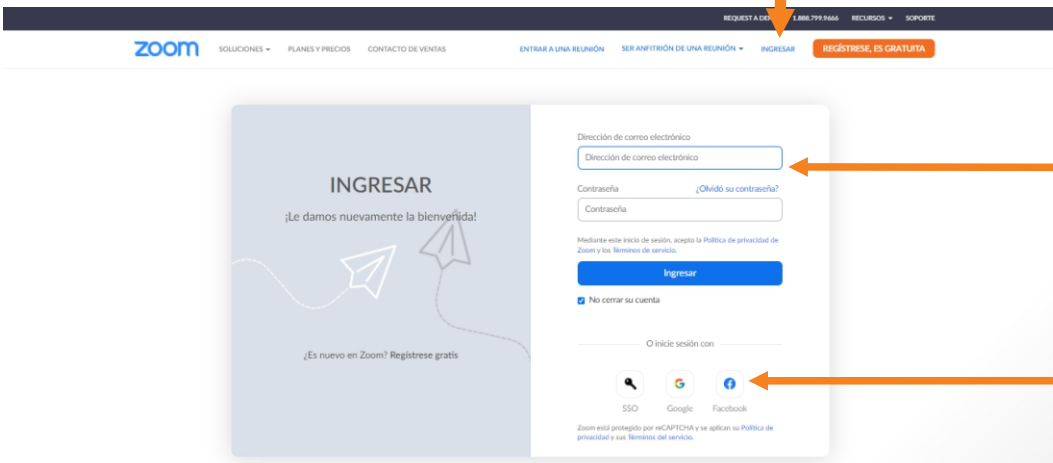 REQUEST A DE 1.888.799.9666 RECURSOS SOPORTE
zoom SOLUCIONES PLANES Y PRECIOS CONTACTO DE VENTAS ENTRAR A UNA REUNIÓN SER ANFITRIÓN DE UNA REUNIÓN INGRESAR REGÍSTRESE, ES GRATUITA
INGRESAR
¡Le damos nuevamente la bienvenida!
¿Es nuevo en Zoom? Regístrese gratis
Dirección de correo electrónico
Dirección de correo electrónico
Contraseña ¿Olvidó su contraseña?
Contraseña
Mediante este inicio de sesión, acepto la Política de privacidad de
Zoom y los Términos de servicio.
Ingresar
No cerrar su cuenta
O inicie sesión con
SSO Google Facebook
Zoom está protegido por reCAPTCHA y se aplican su Política de
privacidad y sus Términos del servicio.